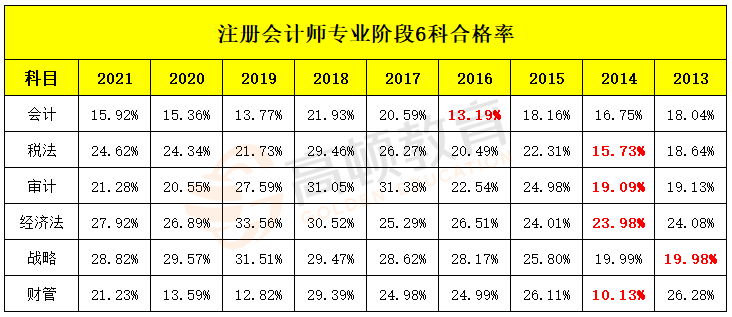 注册会计师专业阶段6科合格率
科目 2021 2020 2019 2018 2017 2016 2015 2014 2013
会计 15.92% 15.36% 13.77% 21.93% 20.59% 13.19% 18.16% 16.75% 18.04%
税法 24.62% 24.34% 21.73% 29.46% 26.27% 20.49% 22.31% 15.73% 18.64%
审计 21.28% 20.55% 27.59% 31.05% 31.38% 22.54% 24.98% 19.09% 19.13%
经济法 27.92% 26.89% 33.56% 30.52% 25.29% 26.51% 24.01% 23.98% 24.08%
战略 28.82% 29.57% 31.51% 29.47% 28.62% 28.17% 25.80% 19.99% 19.98%
财管 21.23% 13.59% 12.82% 29.39% 24.98% 24.99% 26.11% 10.13% 26.28%
高顿教育
GOLDEN EDUCATION